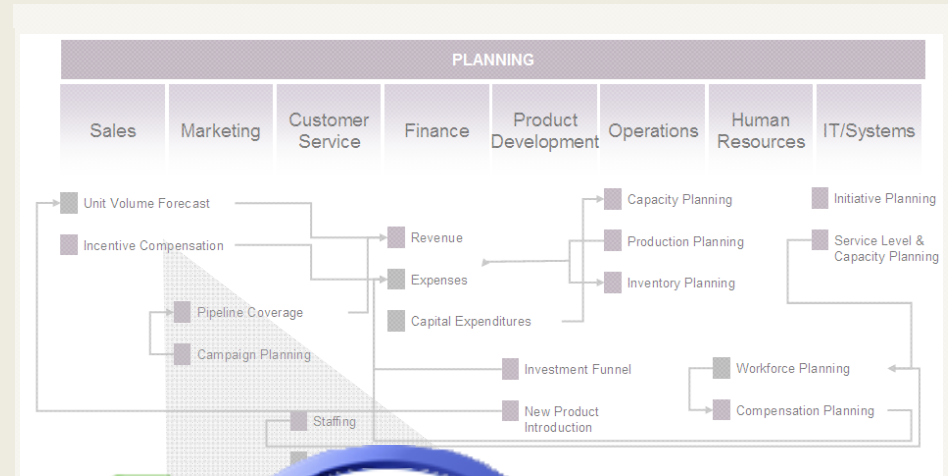 PLANNING
Sales
Marketing
Customer
Service
Finance
Product
Development
Operations
Human
Resources
IT/Systems
Unit Volume Forecast
Incentive Compensation
Pipeline Coverage
Campaign Planning
Staffing
Revenue
Expenses
Capital Expenditures
Investment Funnel
New Product
Introduction
Capacity Planning
Production Planning
Inventory Planning
Workforce Planning
Compensation Planning
Initiative Planning
Service Level &
Capacity Planning